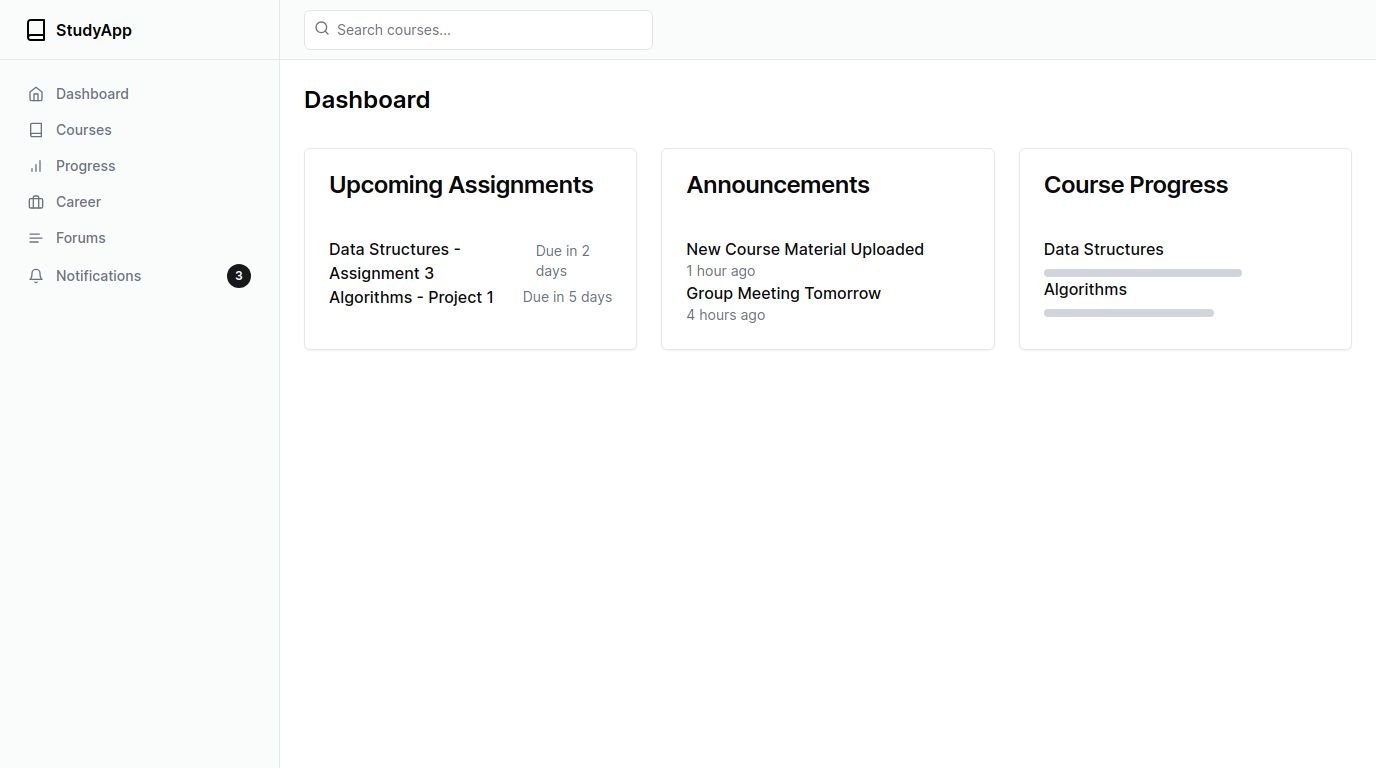 StudyApp
Search courses...
Dashboard
Courses
Progress
Career
Forums
Notifications 3
Dashboard
Upcoming Assignments
Data Structures - Due in 2
Assignment 3 days
Algorithms - Project 1 Due in 5 days
Announcements
New Course Material Uploaded
1 hour ago
Group Meeting Tomorrow
4 hours ago
Course Progress
Data Structures
Algorithms